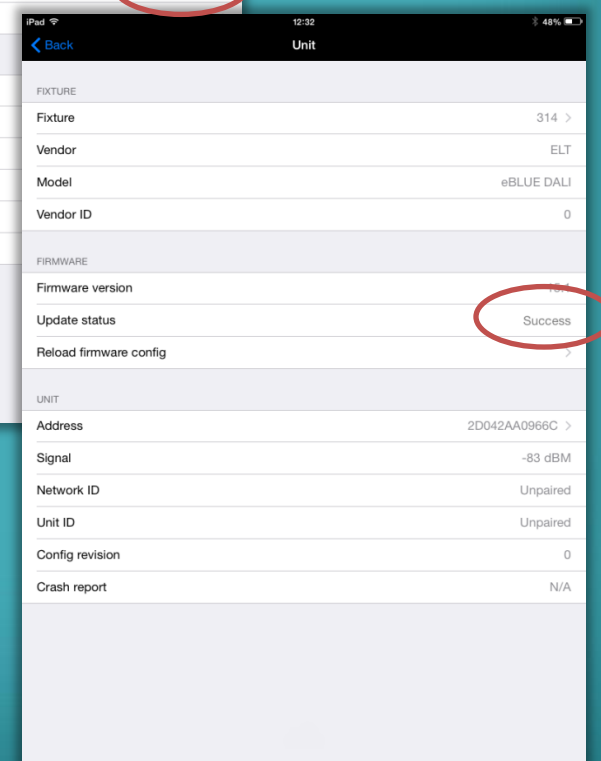 iPad 12:32 48%
Back Unit
FIXTURE
Fixture 314
Vendor ELT
Model eBLUE DALI
Vendor ID 0
FIRMWARE
Firmware version
Update status Success
Reload firmware config
UNIT
Address 2D042AA0966C
Signal -83 dBM
Network ID Unpaired
Unit ID Unpaired
Config revision 0
Crash report N/A